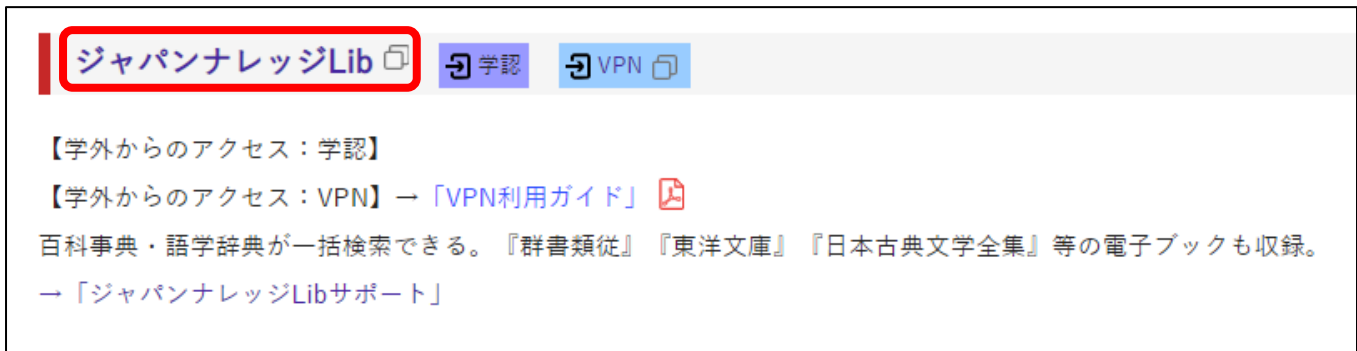 ジャパンナレッジLib 学認 VPN
【学外からのアクセス：学認】
【学外からのアクセス：VPN】→「VPN利用ガイド」
百科事典・語学辞典が一括検索できる。『群書類従』『東洋文庫』『日本古典文学全集』等の電子ブックも収録。
→「ジャパンナレッジLibサポート」